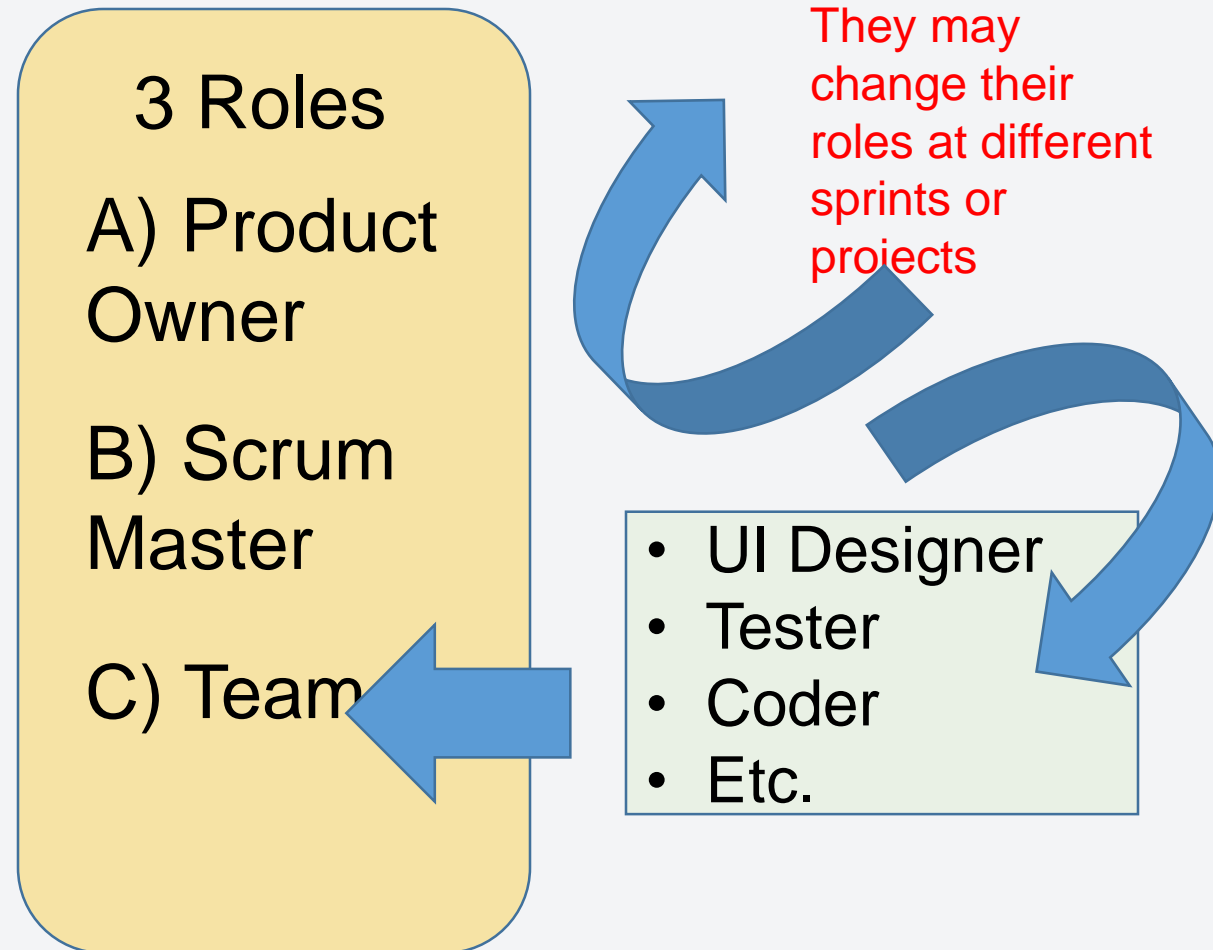 3 Roles
A) Product
Owner
B) Scrum
Master
C) Team
They may
change their
roles at different
sprints or
projects
• UI Designer
• Tester
• Coder
• Etc.